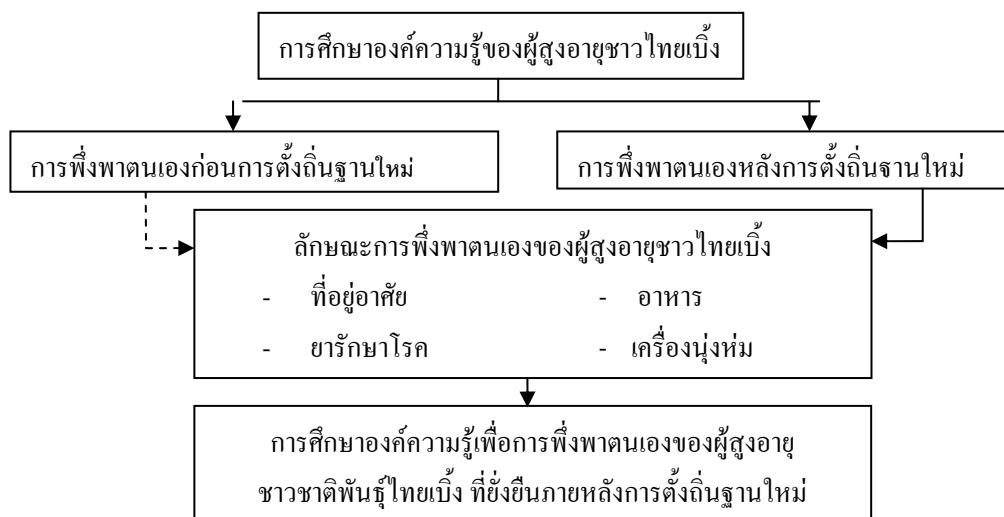 การศึกษาองค์ความรู้ของผู้สูงอายุชาวไทยเบิ้ง
การพึ่งพาตนเองก่อนการตั้งถิ่นฐานใหม่
การพึ่งพาตนเองหลังการตั้งถิ่นฐานใหม่
ลักษณะการพึ่งพาตนเองของผู้สูงอายุชาวไทยเบิ้ง
- ที่อยู่อาศัย - อาหาร
- ยารักษาโรค - เครื่องนุ่งห่ม
การศึกษาองค์ความรู้เพื่อการพึ่งพาตนเองของผู้สูงอายุ
ชาวชาติพันธุ์ไทยเบิ้ง ที่ยั่งยืนภายหลังการตั้งถิ่นฐานใหม่